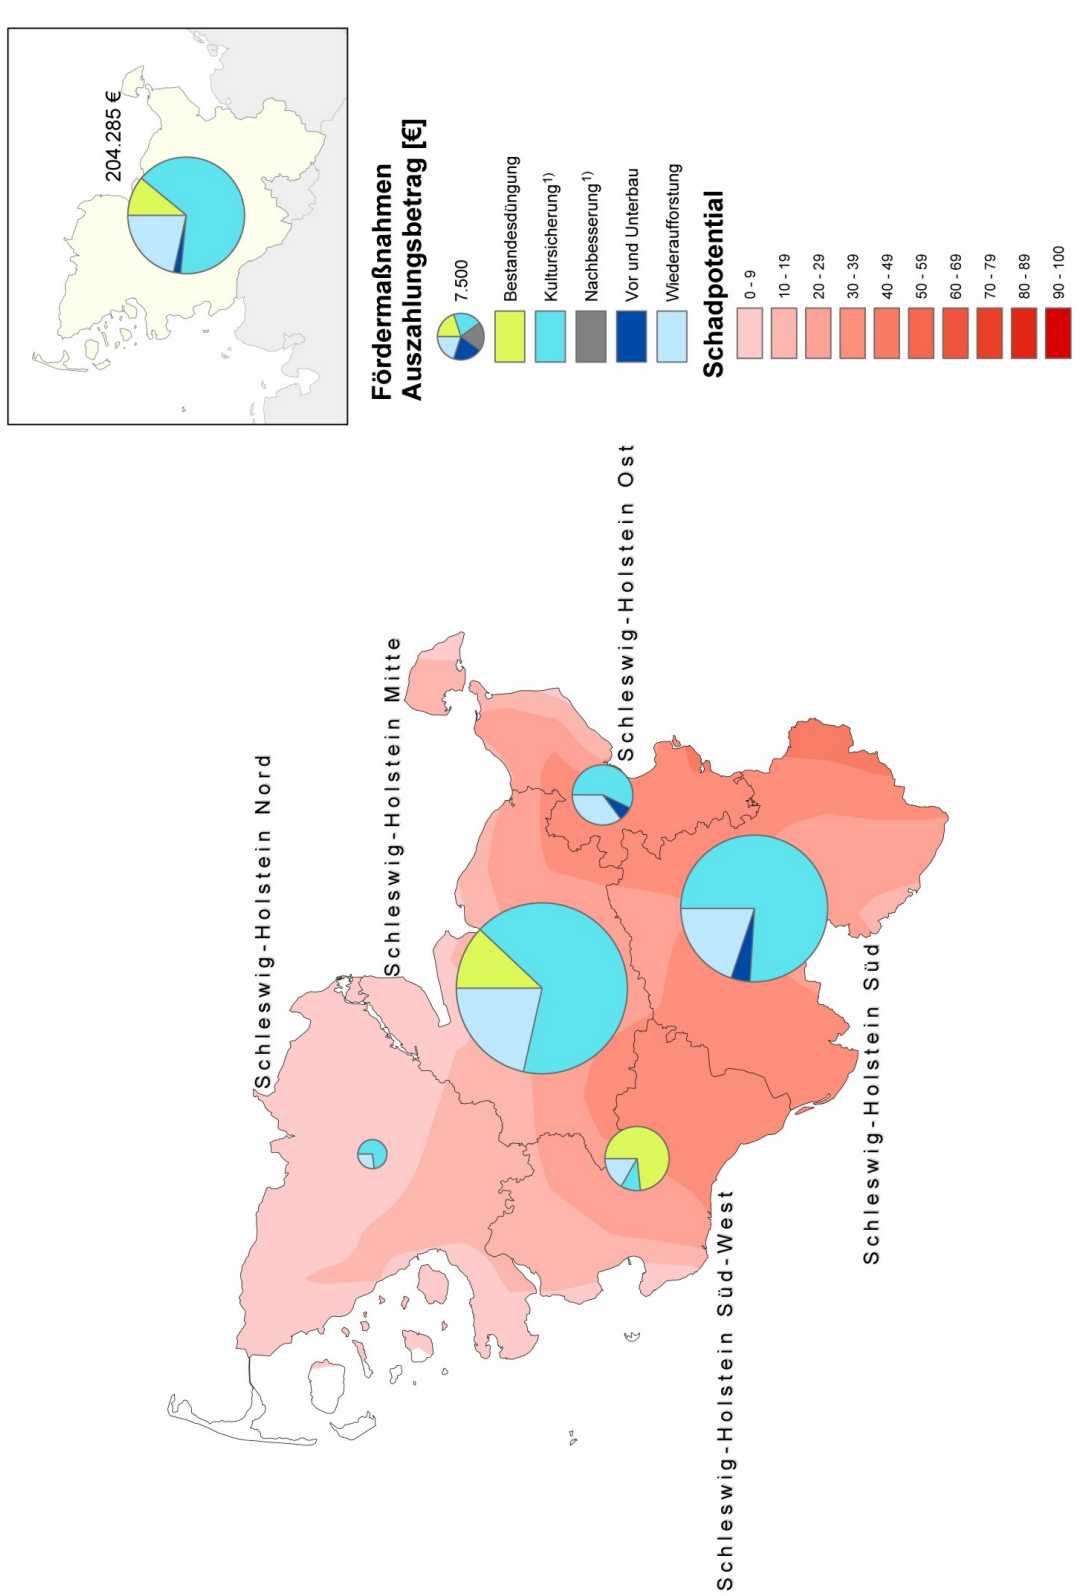 204.285 €
Fördermaßnahmen
Auszahlungsbetrag [€]
7.500
Bestandesdüngung
Kultursicherung¹⁾
Nachbesserung¹⁾
Vor und Unterbau
Wiederaufforstung
Schadpotential
0 - 9
10 - 19
20 - 29
30 - 39
40 - 49
50 - 59
60 - 69
70 - 79
80 - 89
90 - 100
Schleswig-Holstein Nord
Schleswig-Holstein Mitte
Schleswig-Holstein Ost
Schleswig-Holstein Süd-West
Schleswig-Holstein Süd